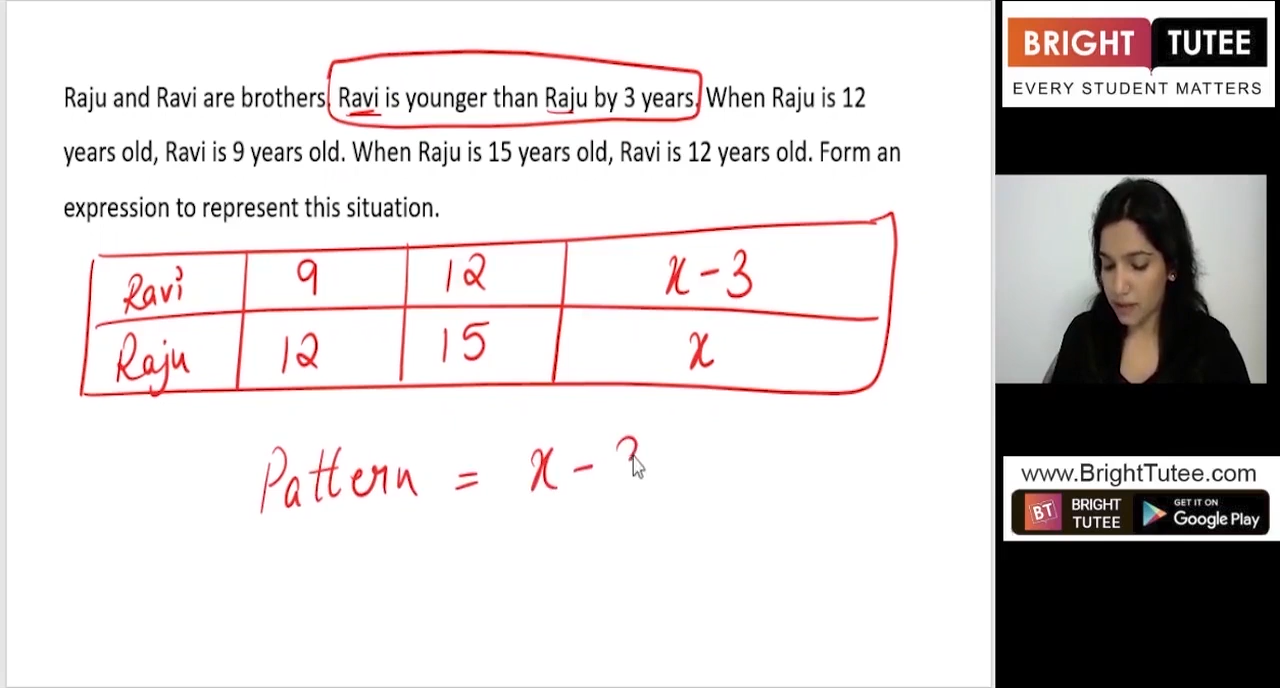 Raju and Ravi are brothers. Ravi is younger than Raju by 3 years. When Raju is 12
years old, Ravi is 9 years old. When Raju is 15 years old, Ravi is 12 years old. Form an
expression to represent this situation.
Ravi 9 12 x-3
Raju 12 15 x
Pattern = x-
BRIGHT TUTEE
EVERY STUDENT MATTERS
www.BrightTutee.com
BT BRIGHT TUTEE GET IT ON Google Play